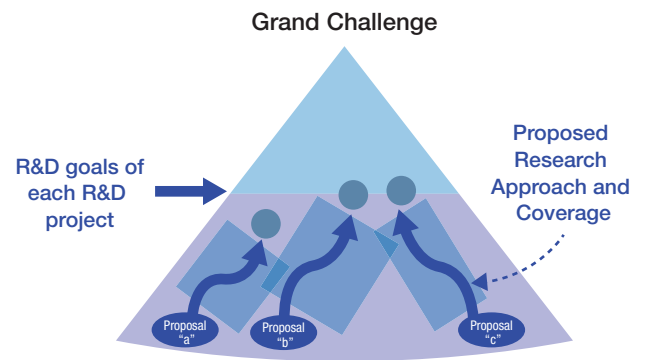 Grand Challenge
R&D goals of
each R&D
project
Proposed
Research
Approach and
Coverage
Proposal
"a"
Proposal
"b"
Proposal
"c"